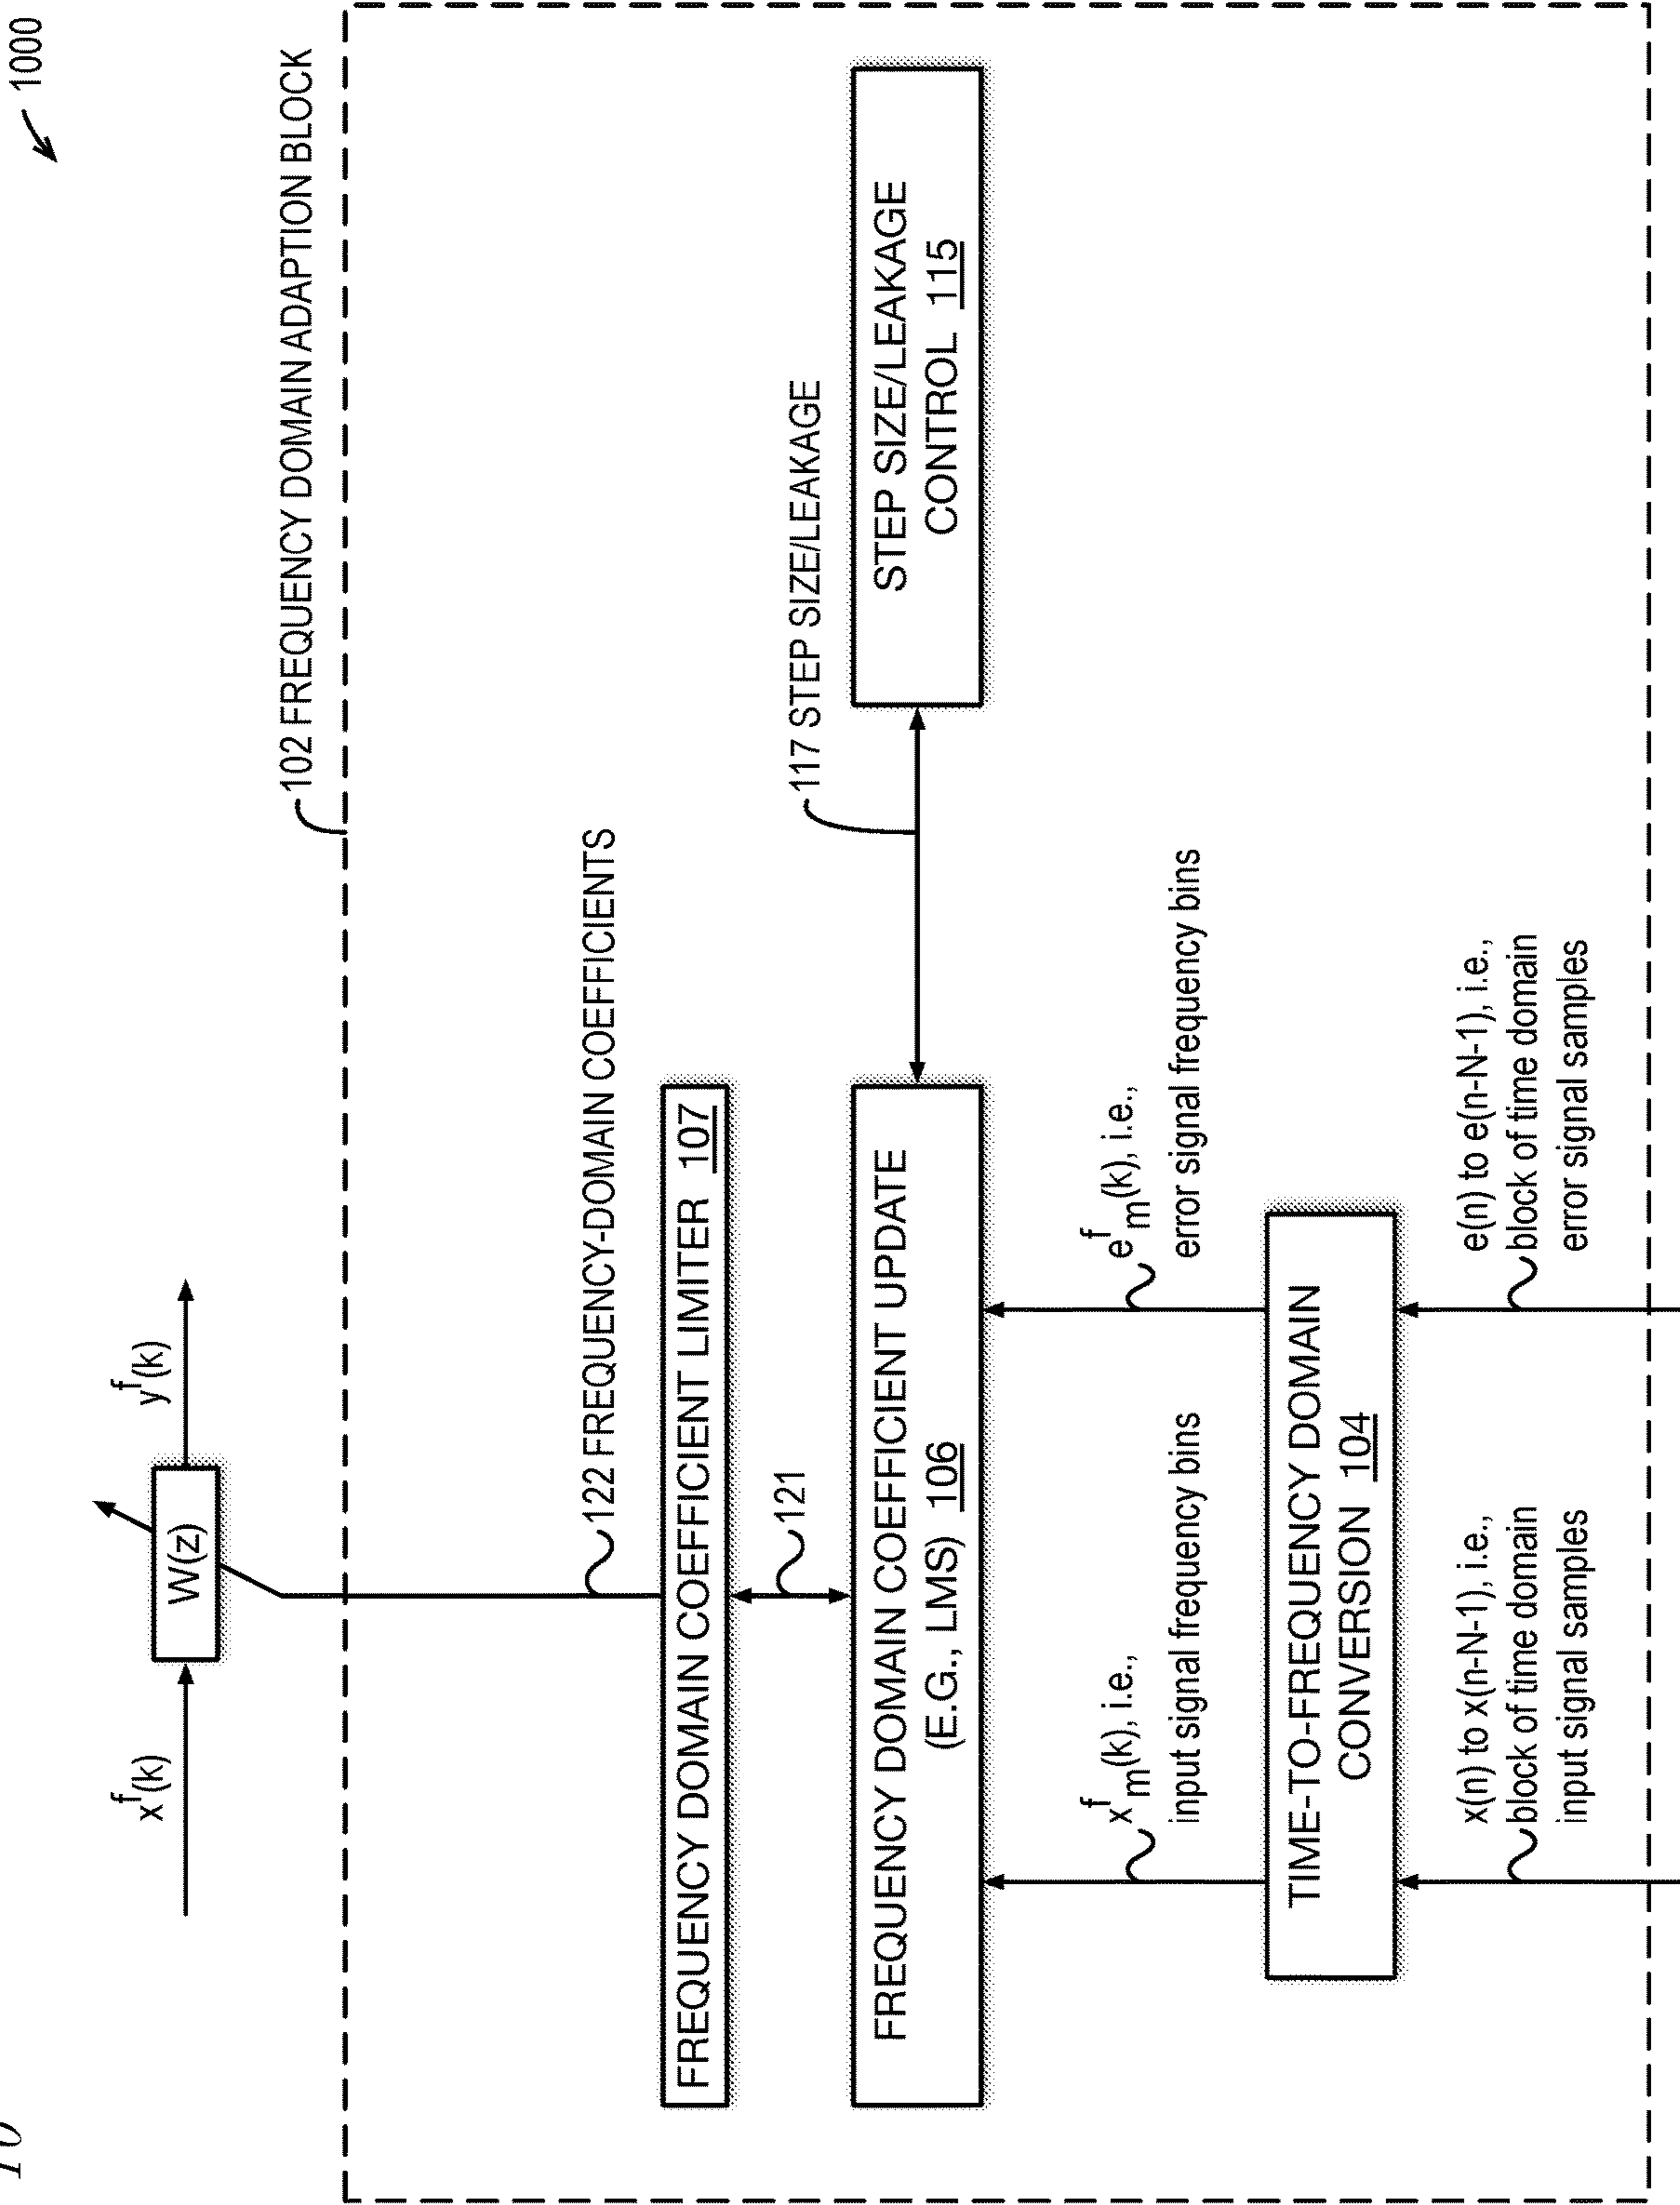 10
1000
x^f(k)
W(z)
y^f(k)
102 FREQUENCY DOMAIN ADAPTION BLOCK
122 FREQUENCY-DOMAIN COEFFICIENTS
FREQUENCY DOMAIN COEFFICIENT LIMITER 107
121
117 STEP SIZE/LEAKAGE
FREQUENCY DOMAIN COEFFICIENT UPDATE
(E.G., LMS) 106
STEP SIZE/LEAKAGE
CONTROL 115
x^f_m(k), i.e.,
input signal frequency bins
e^f_m(k), i.e.,
error signal frequency bins
TIME-TO-FREQUENCY DOMAIN
CONVERSION 104
x(n) to x(n-N-1), i.e.,
block of time domain
input signal samples
e(n) to e(n-N-1), i.e.,
block of time domain
error signal samples